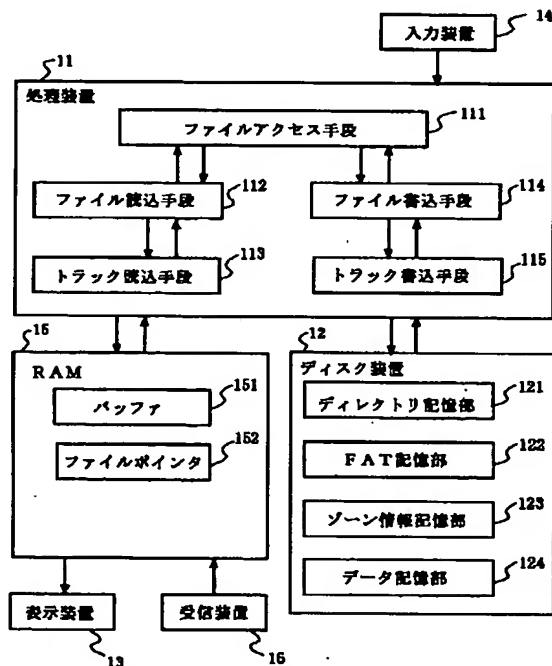 入力装置
14
11
処理装置
111
ファイルアクセス手段
112
ファイル読込手段
114
ファイル書込手段
113
トラック読込手段
115
トラック書込手段
15
RAM
151
バッファ
152
ファイルポインタ
12
ディスク装置
121
ディレクトリ記憶部
122
FAT記憶部
123
ゾーン情報記憶部
124
データ記憶部
表示装置
13
受信装置
16